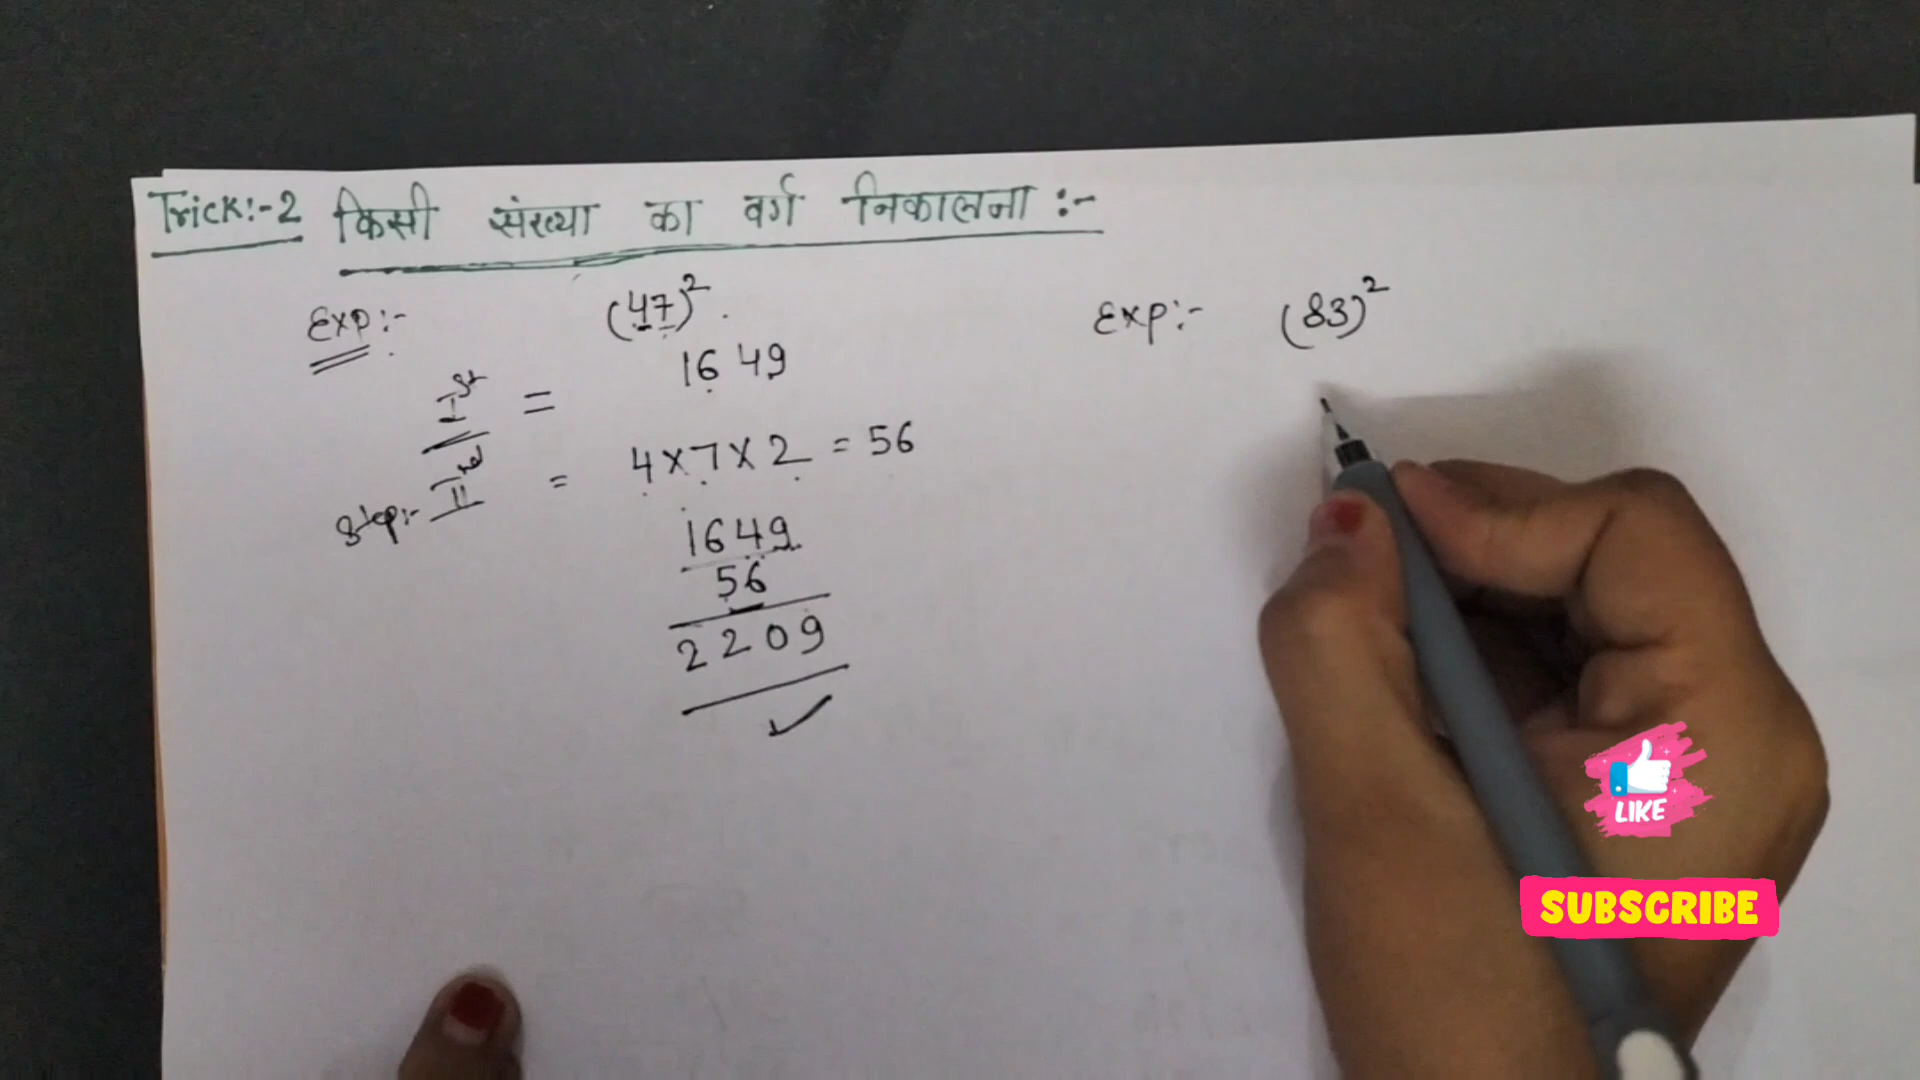 Trick:-2 किसी संख्या का वर्ग निकालना :-
Exp:- (47)²
Ist = 16 49
Step:- IInd = 4×7×2 = 56
1649
56
2209
Exp:- (83)²
LIKE
SUBSCRIBE